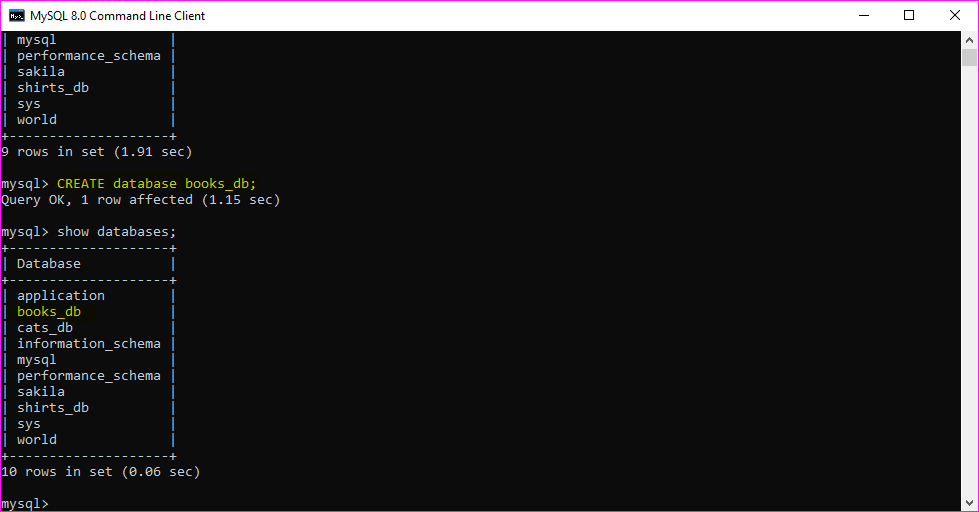 MySQL 8.0 Command Line Client
| mysql              |
| performance_schema |
| sakila             |
| shirts_db          |
| sys                |
| world              |
+--------------------+
9 rows in set (1.91 sec)
mysql> CREATE database books_db;
Query OK, 1 row affected (1.15 sec)
mysql> show databases;
+--------------------+
| Database           |
+--------------------+
| application        |
| books_db           |
| cats_db            |
| information_schema |
| mysql              |
| performance_schema |
| sakila             |
| shirts_db          |
| sys                |
| world              |
+--------------------+
10 rows in set (0.06 sec)
mysql>